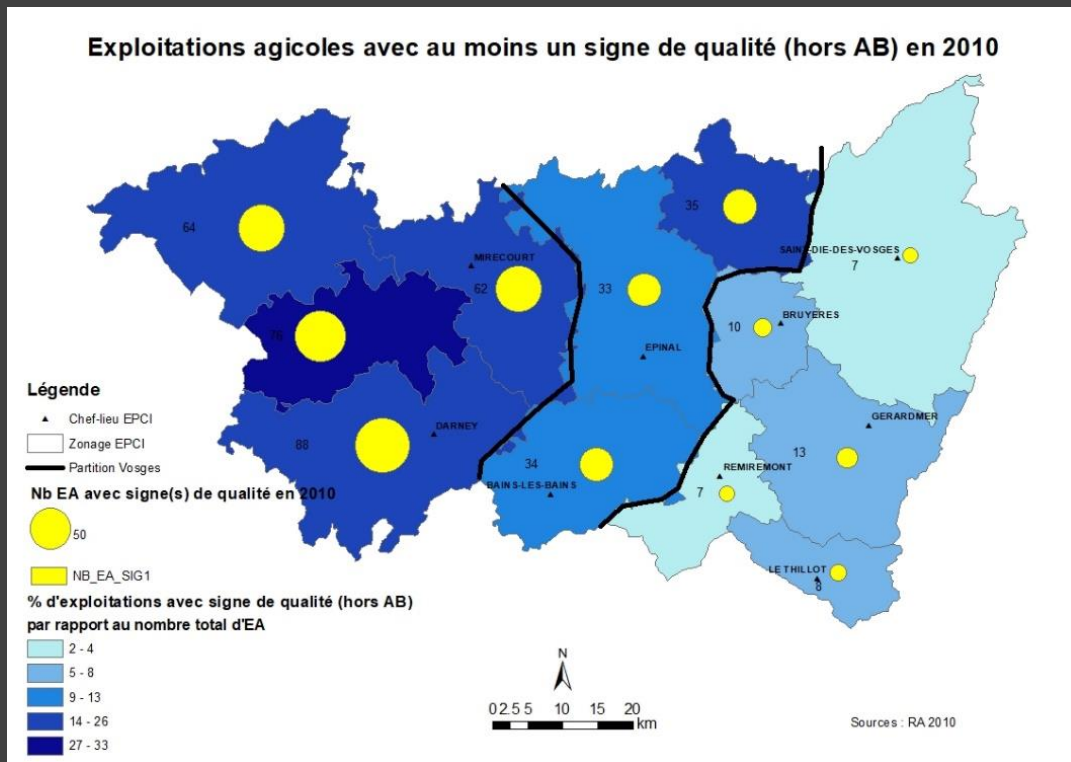 Exploitations agicoles avec au moins un signe de qualité (hors AB) en 2010
64
MIRECOURT
62
76
DARNEY
88
33
EPINAL
34
BAINS-LES-BAINS
35
SAINT-DIE-DES-VOSGES
7
BRUYERES
10
GERARDMER
13
REMIREMONT
7
LE THILLOT
8
Légende
Chef-lieu EPCI
Zonage EPCI
Partition Vosges
Nb EA avec signe(s) de qualité en 2010
50
NB_EA_SIG1
% d'exploitations avec signe de qualité (hors AB)
par rapport au nombre total d'EA
2 - 4
5 - 8
9 - 13
14 - 26
27 - 33
N
0 2.5 5 10 15 20
km
Sources : RA 2010